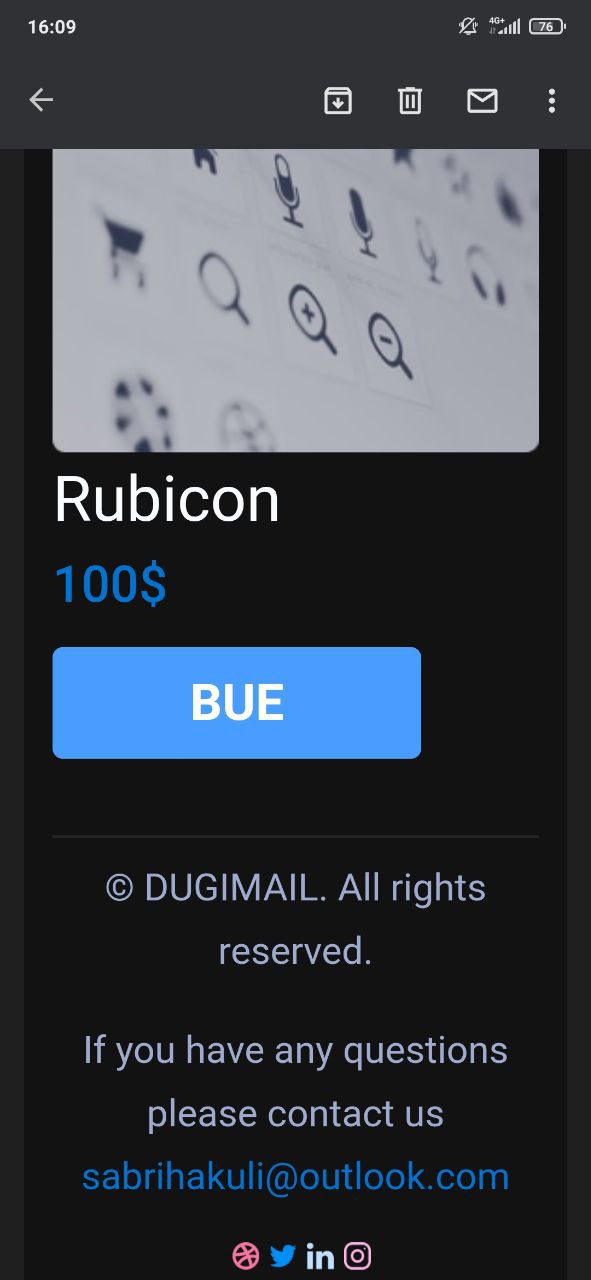 16:09
4G+
76
Rubicon
100$
BUE
© DUGIMAIL. All rights
reserved.
If you have any questions
please contact us
sabrihakuli@outlook.com
in